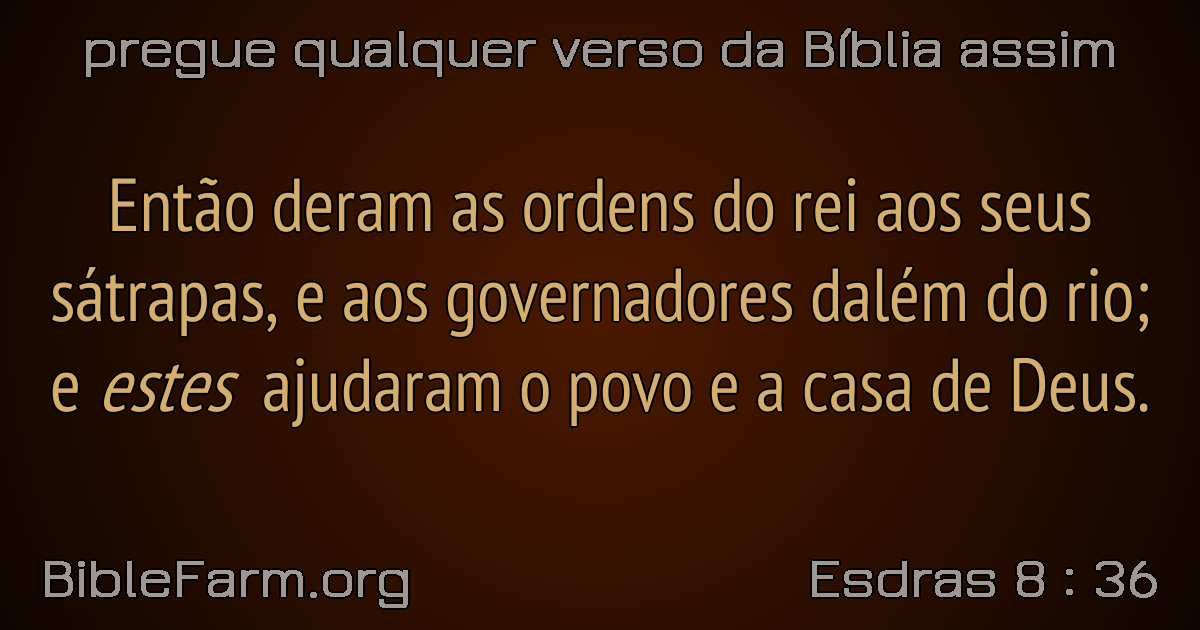 pregue qualquer verso da Bíblia assim
Então deram as ordens do rei aos seus
sátrapas, e aos governadores dalém do rio;
e estes ajudaram o povo e a casa de Deus.
BibleFarm.org
Esdras 8 : 36